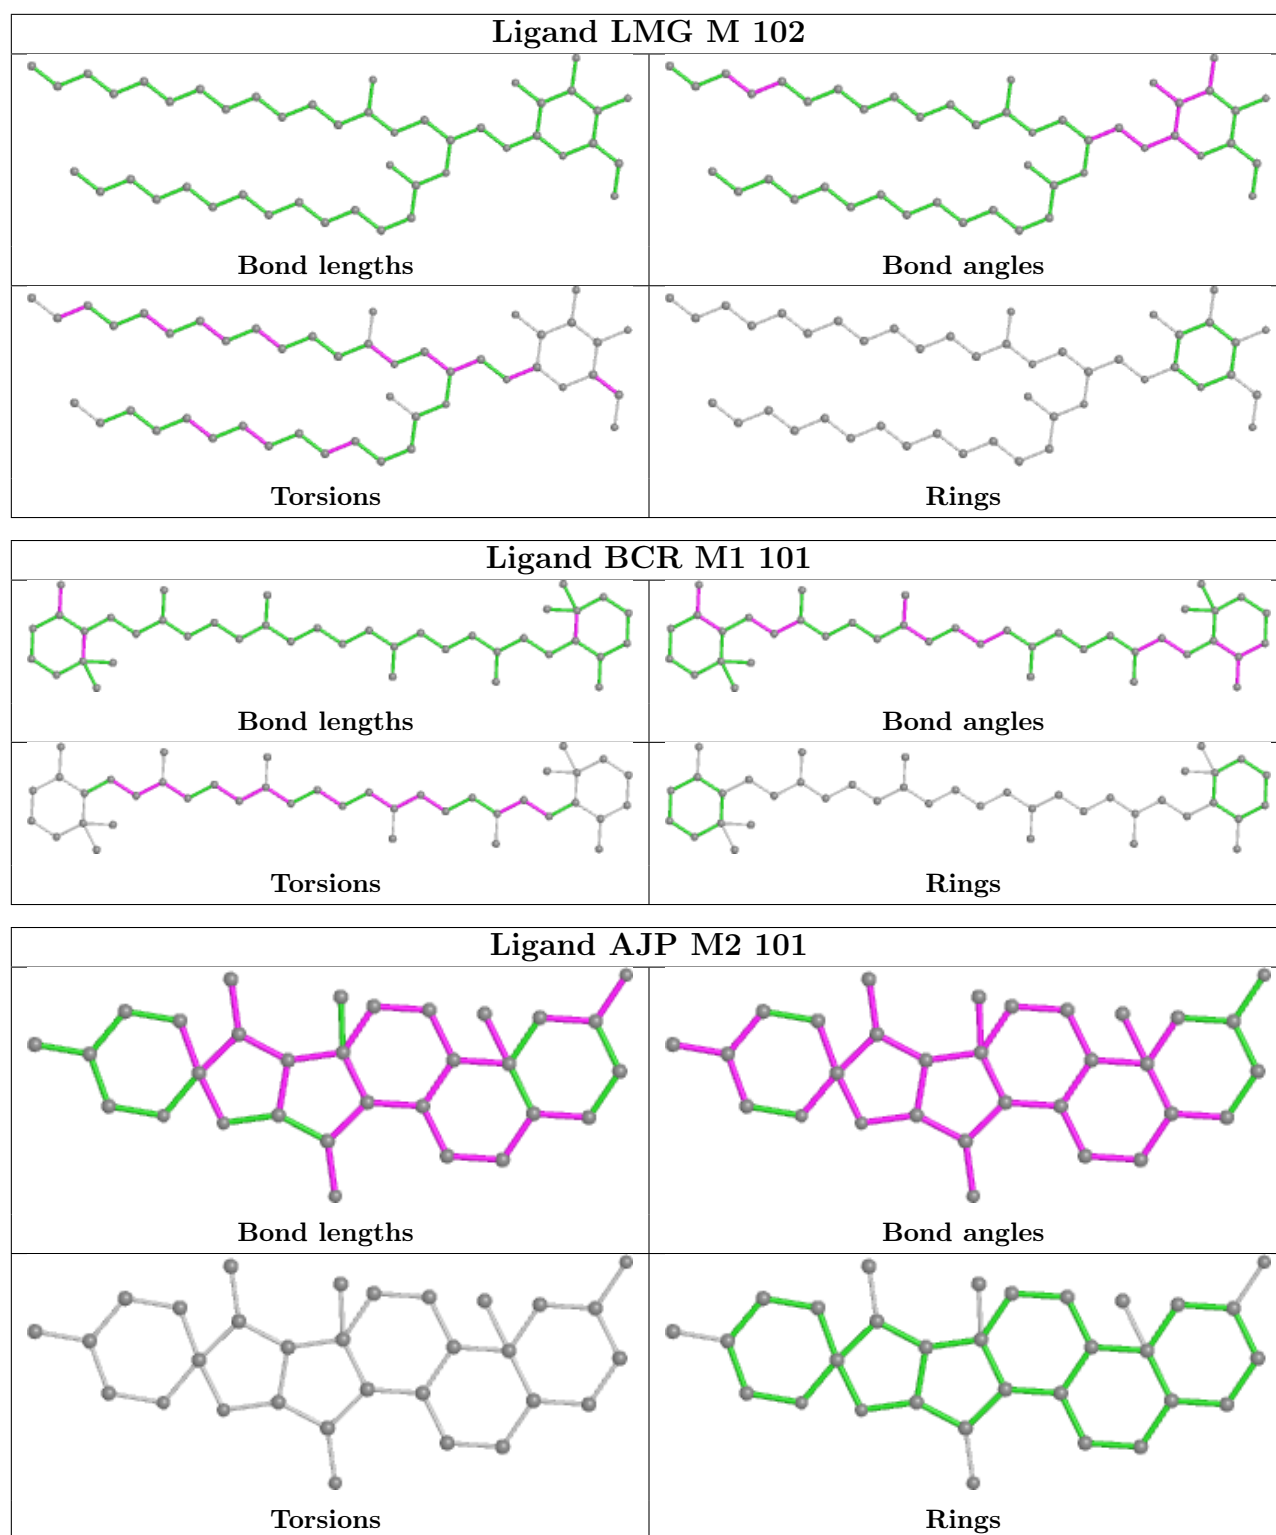 Ligand LMG M 102
Bond lengths
Bond angles
Torsions
Rings
Ligand BCR M1 101
Bond lengths
Bond angles
Torsions
Rings
Ligand AJP M2 101
Bond lengths
Bond angles
Torsions
Rings